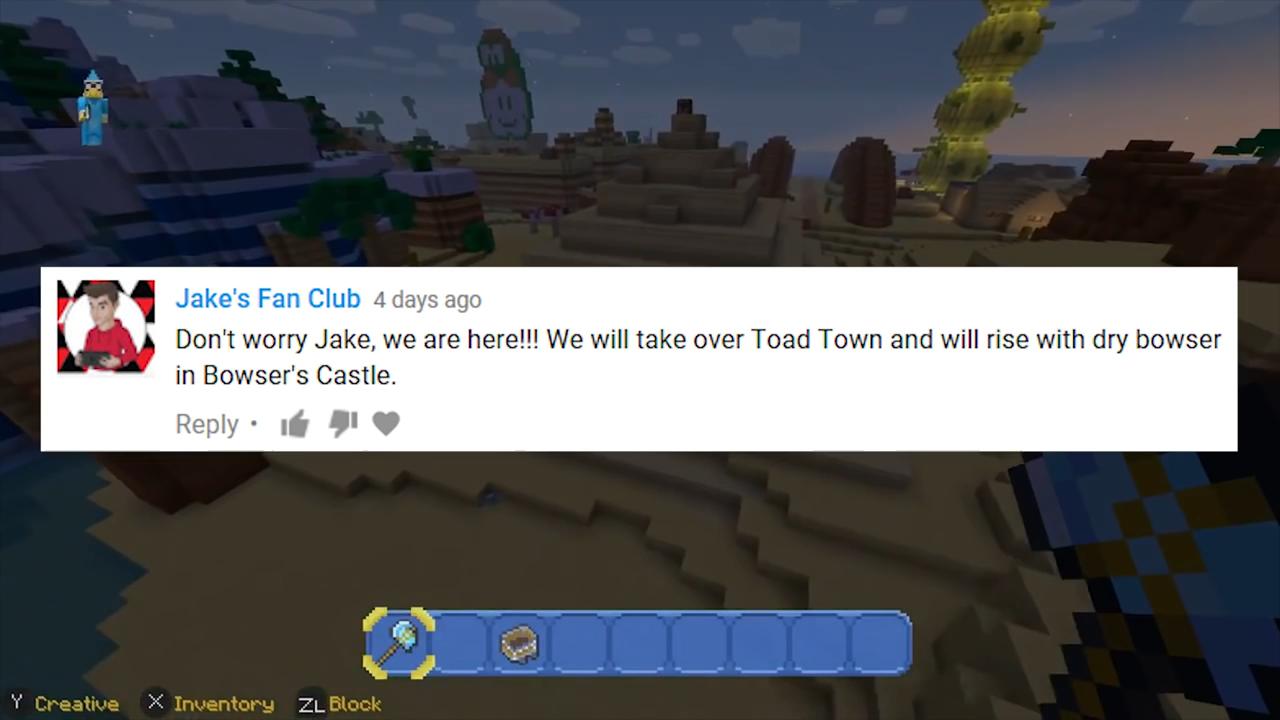 Jake's Fan Club 4 days ago
Don't worry Jake, we are here!!! We will take over Toad Town and will rise with dry bowser
in Bowser's Castle.
Reply •
Y Creative X Inventory ZL Block